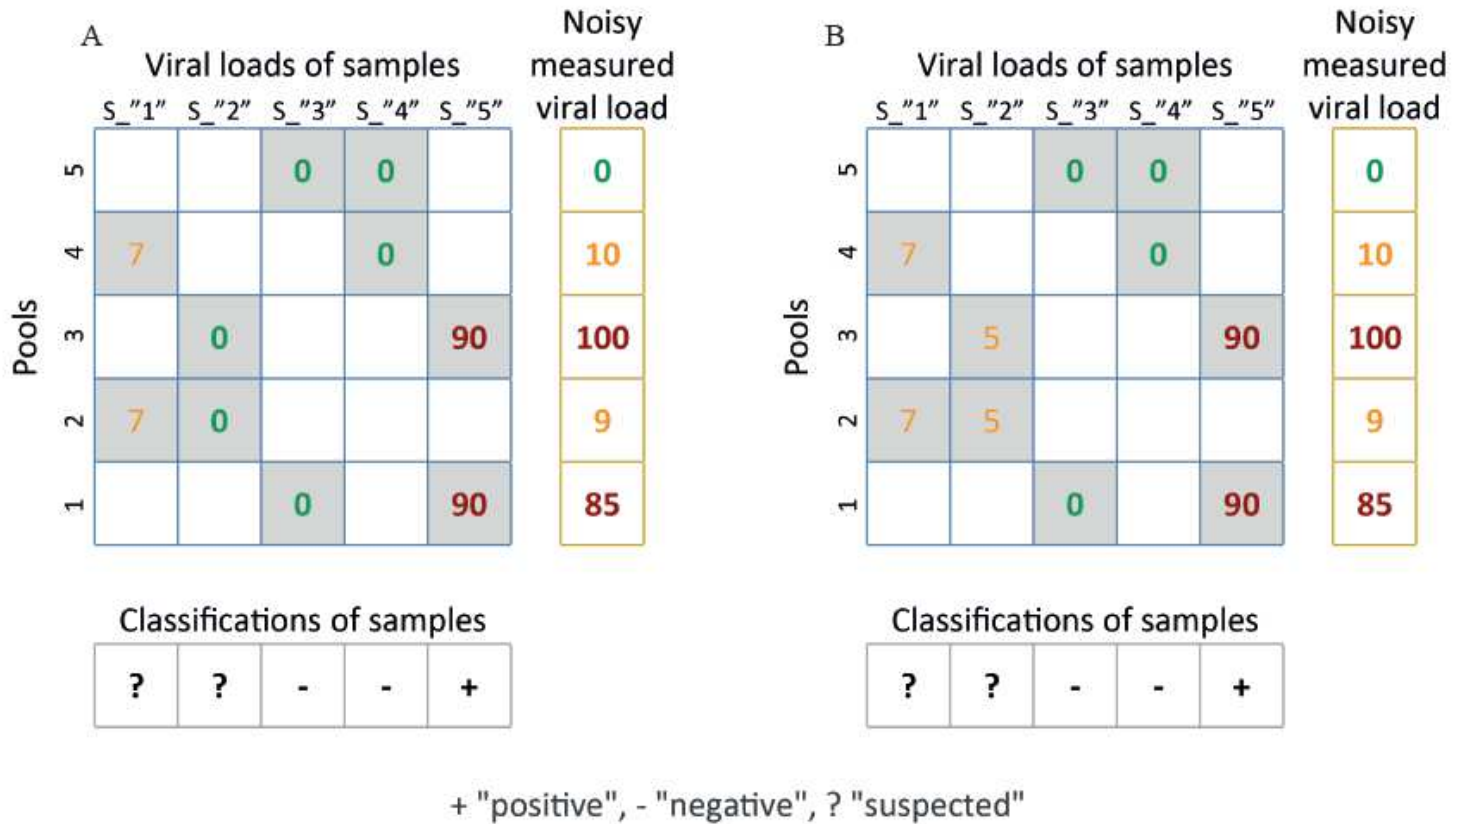 A
Viral loads of samples
Noisy
measured
viral load
S_"1" S_"2" S_"3" S_"4" S_"5"
Pools
5 0 0 0
4 7 0 10
3 0 90 100
2 7 0 9
1 0 90 85
Classifications of samples
? ? - - +
B
Viral loads of samples
Noisy
measured
viral load
S_"1" S_"2" S_"3" S_"4" S_"5"
Pools
5 0 0 0
4 7 0 10
3 5 90 100
2 7 5 9
1 0 90 85
Classifications of samples
? ? - - +
+ "positive", - "negative", ? "suspected"